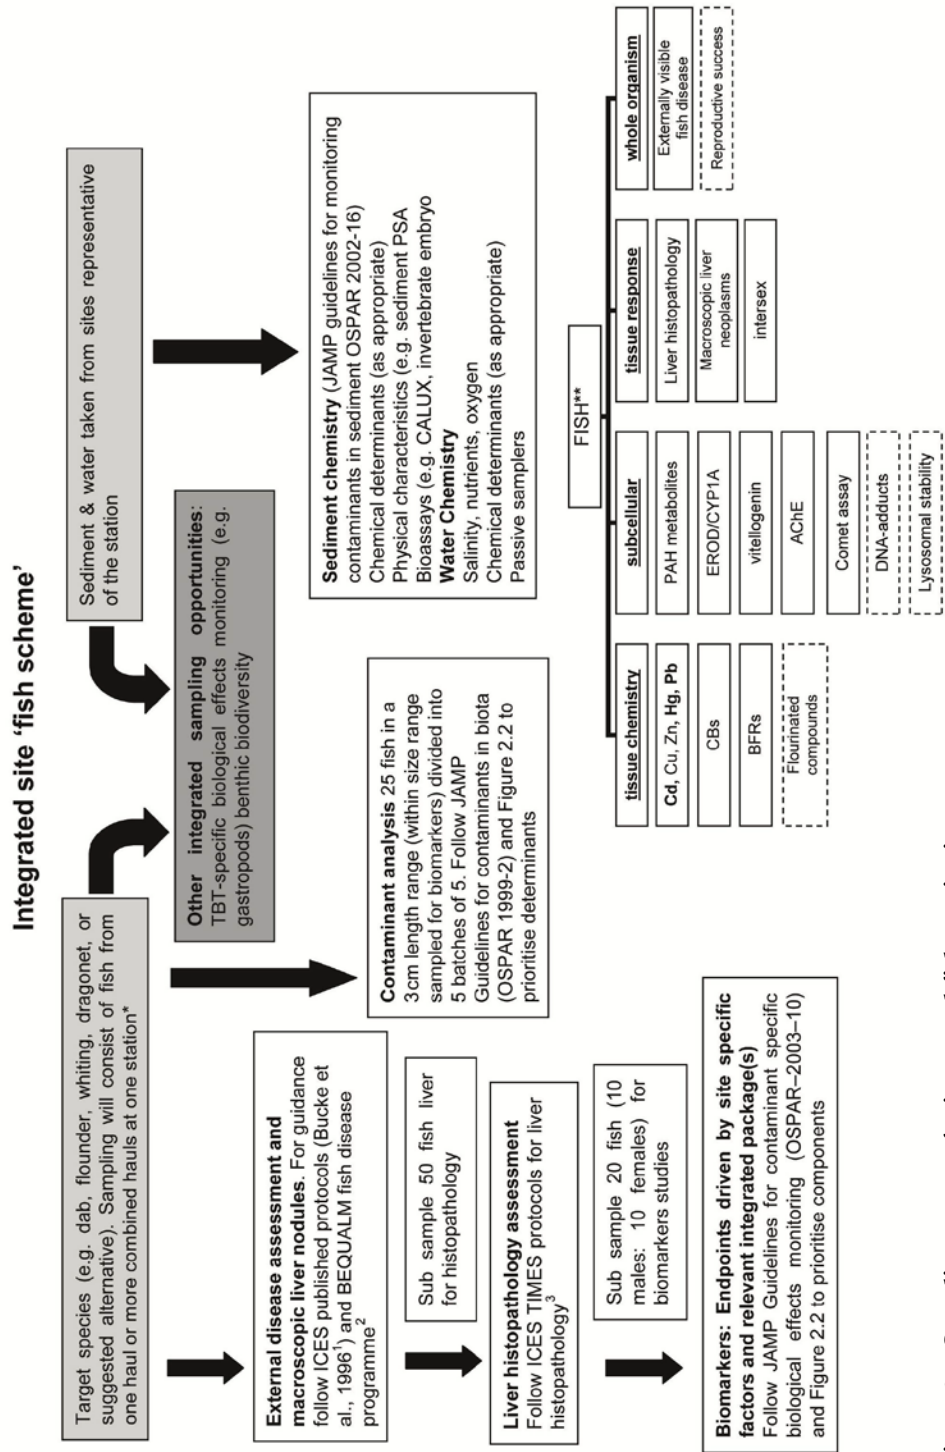 Integrated site 'fish scheme'
Target species (e.g. dab, flounder, whiting, dragonet, or
suggested alternative). Sampling will consist of fish from
one haul or more combined hauls at one station*
Sediment & water taken from sites representative
of the station
Other integrated sampling opportunities:
TBT-specific biological effects monitoring (e.g.
gastropods) benthic biodiversity
External disease assessment and
macroscopic liver nodules. For guidance
follow ICES published protocols (Bucke et
al., 1996¹) and BEQUALM fish disease
programme²
Sub sample 50 fish liver
for histopathology
Liver histopathology assessment
Follow ICES TIMES protocols for liver
histopathology³
Sub sample 20 fish (10
males: 10 females) for
biomarkers studies
Biomarkers: Endpoints driven by site specific
factors and relevant integrated package(s)
Follow JAMP Guidelines for contaminant specific
biological effects monitoring (OSPAR–2003–10)
and Figure 2.2 to prioritise components
Contaminant analysis 25 fish in a
3 cm length range (within size range
sampled for biomarkers) divided into
5 batches of 5. Follow JAMP
Guidelines for contaminants in biota
(OSPAR 1999-2) and Figure 2.2 to
prioritise determinants
Sediment chemistry (JAMP guidelines for monitoring
contaminants in sediment OSPAR 2002-16)
Chemical determinants (as appropriate)
Physical characteristics (e.g. sediment PSA
Bioassays (e.g. CALUX, invertebrate embryo
Water Chemistry
Salinity, nutrients, oxygen
Chemical determinants (as appropriate)
Passive samplers
FISH**
tissue chemistry
Cd, Cu, Zn, Hg, Pb
CBs
BFRs
Flourinated
compounds
subcellular
PAH metabolites
EROD/CYP1A
vitellogenin
AChE
Comet assay
DNA-adducts
Lysosomal stability
tissue response
Liver histopathology
Macroscopic liver
neoplasms
intersex
whole organism
Externally visible
fish disease
Reproductive success